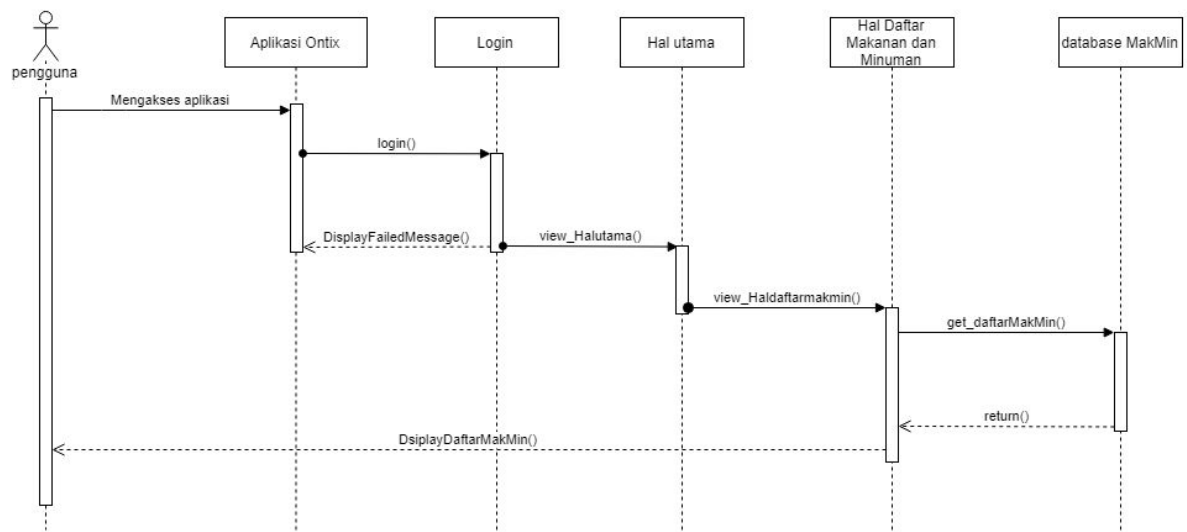 pengguna
Aplikasi Ontix
Login
Hal utama
Hal Daftar
Makanan dan
Minuman
database MakMin
Mengakses aplikasi
login()
DisplayFailedMessage()
view_Halutama()
view_Haldaftarmakmin()
get_daftarMakMin()
return()
DsiplayDaftarMakMin()